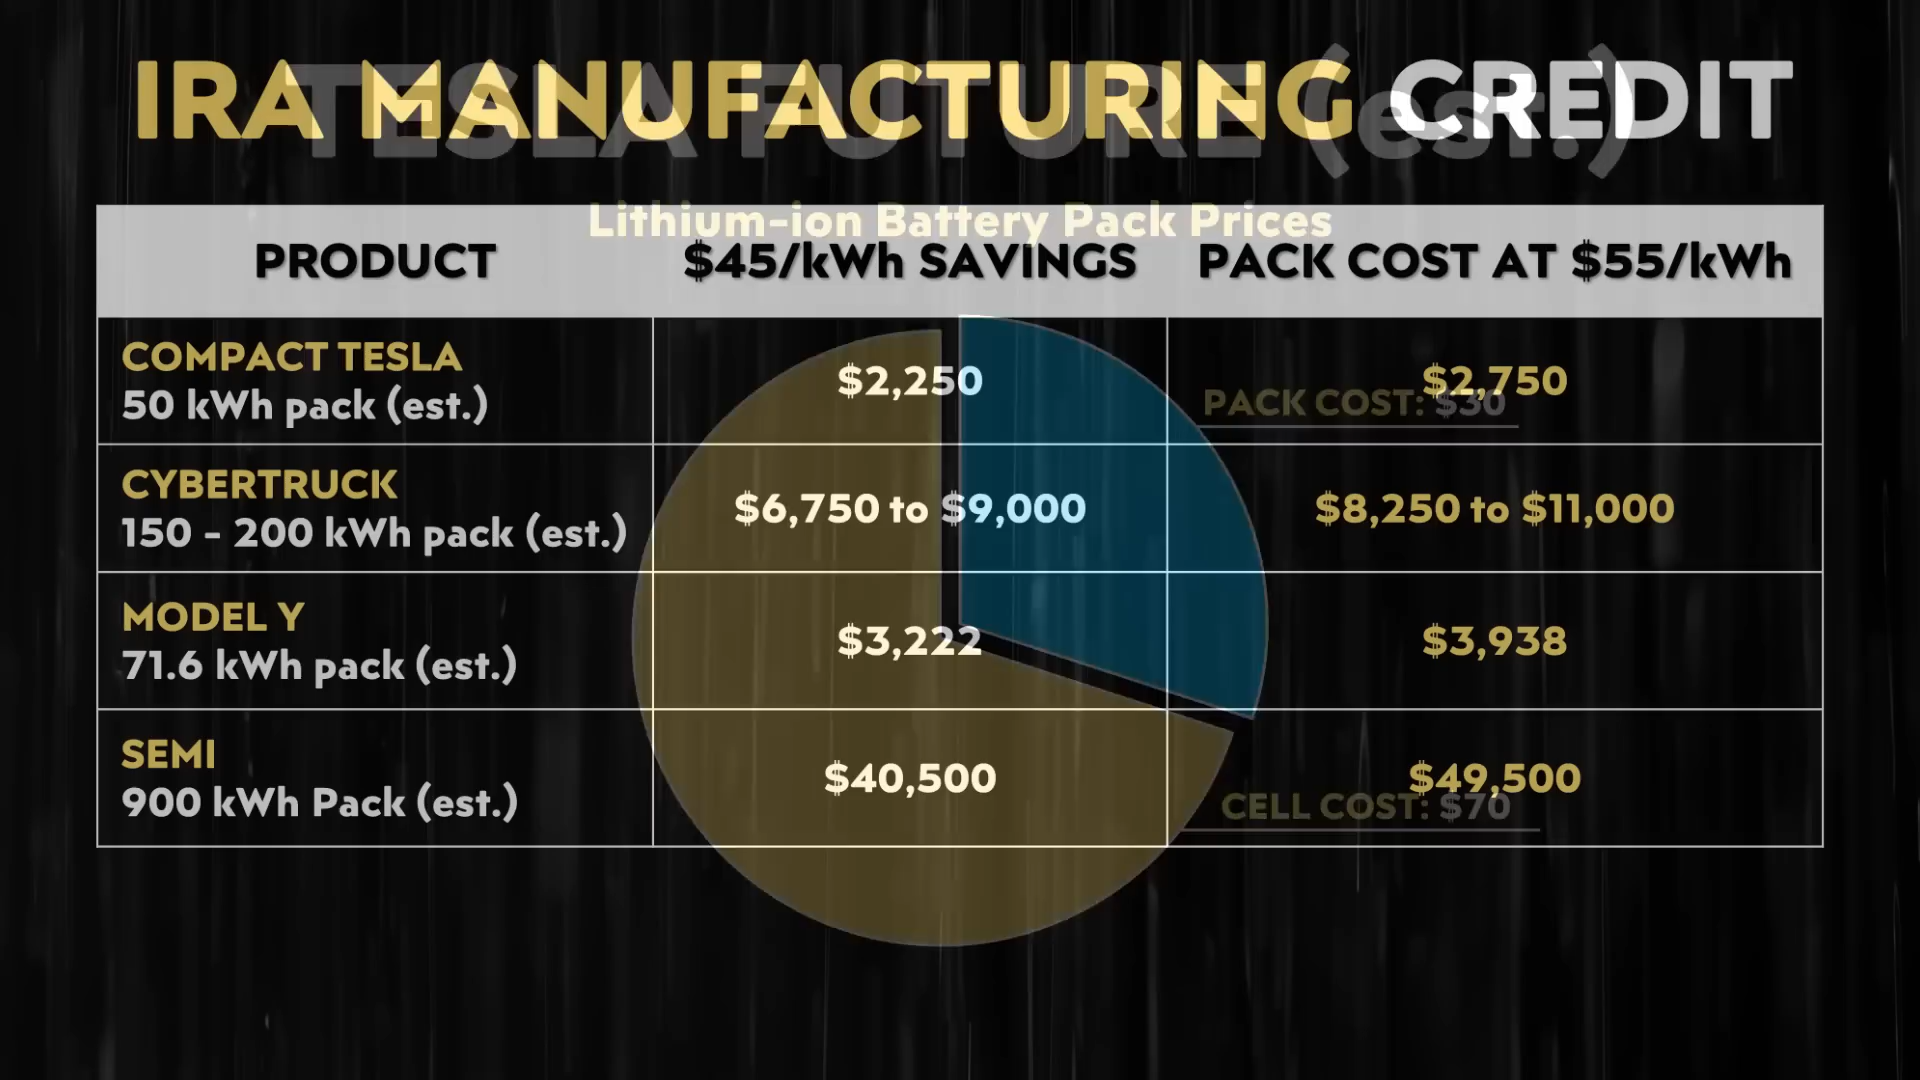 IRA MANUFACTURING CREDIT
TESLA FUTURE (est.)
Lithium-ion Battery Pack Prices
PRODUCT $45/kWh SAVINGS PACK COST AT $55/kWh
COMPACT TESLA
50 kWh pack (est.) $2,250 $2,750
PACK COST: $30
CYBERTRUCK
150 - 200 kWh pack (est.) $6,750 to $9,000 $8,250 to $11,000
MODEL Y
71.6 kWh pack (est.) $3,222 $3,938
SEMI
900 kWh Pack (est.) $40,500 $49,500
CELL COST: $70